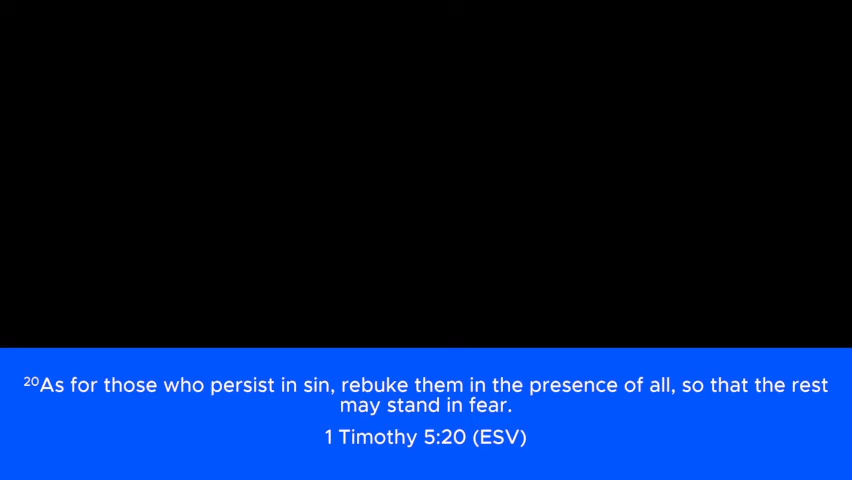 ²⁰As for those who persist in sin, rebuke them in the presence of all, so that the rest
may stand in fear.
1 Timothy 5:20 (ESV)